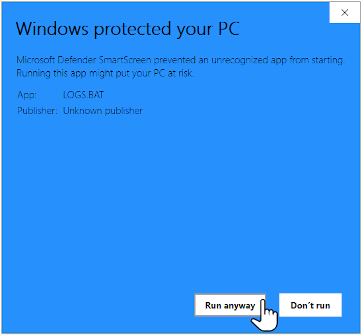 Windows protected your PC
Microsoft Defender SmartScreen prevented an unrecognized app from starting.
Running this app might put your PC at risk.
App: LOGS.BAT
Publisher: Unknown publisher
Run anyway Don't run